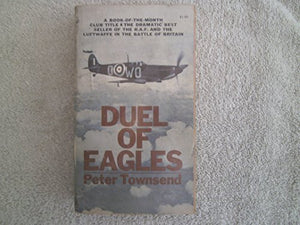 A BOOK-OF-THE-MONTH
CLUB TITLE & THE DRAMATIC BEST
SELLER OF THE R.A.F. AND THE
LUFTWAFFE IN THE BATTLE OF BRITAIN
DUEL
OF
EAGLES
Peter Townsend